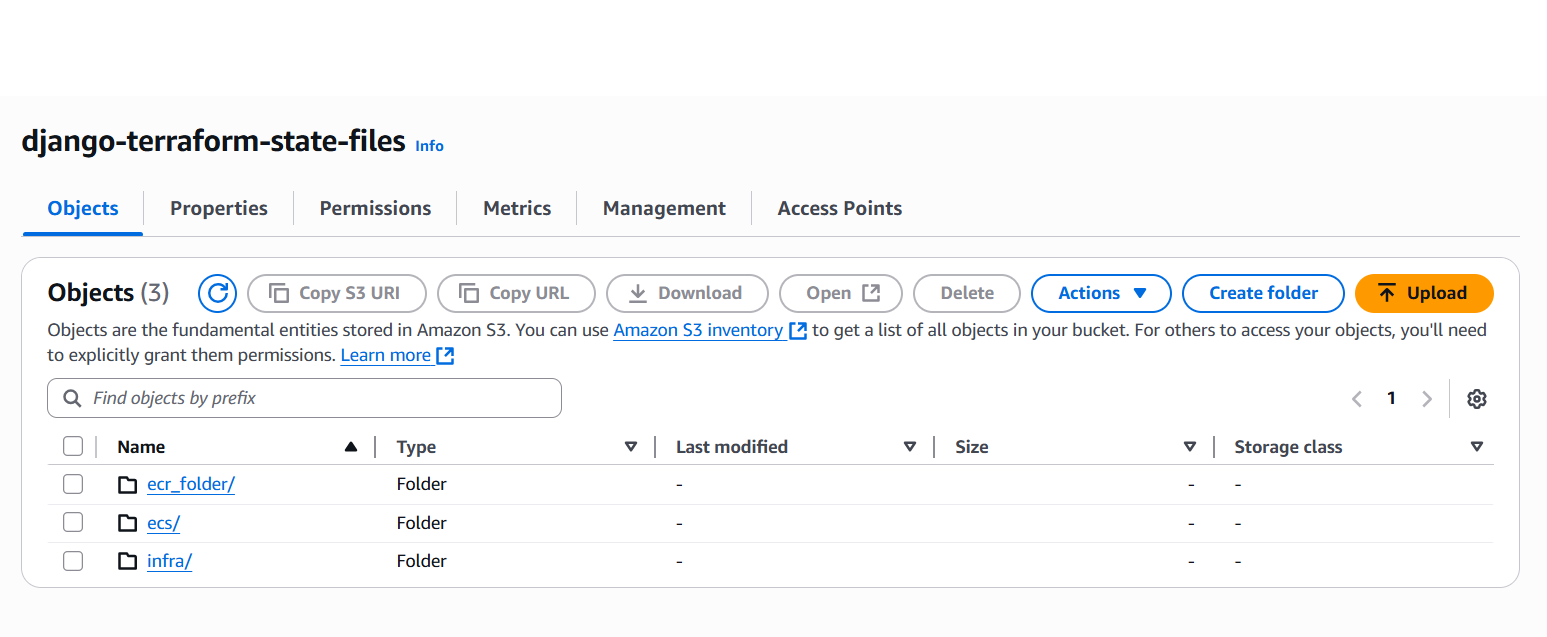 django-terraform-state-files Info
Objects Properties Permissions Metrics Management Access Points
Objects (3) Copy S3 URI Copy URL Download Open Delete Actions Create folder Upload
Objects are the fundamental entities stored in Amazon S3. You can use Amazon S3 inventory to get a list of all objects in your bucket. For others to access your objects, you'll need
to explicitly grant them permissions. Learn more
Find objects by prefix 1
Name Type Last modified Size Storage class
ecr_folder/ Folder - - -
ecs/ Folder - - -
infra/ Folder - - -